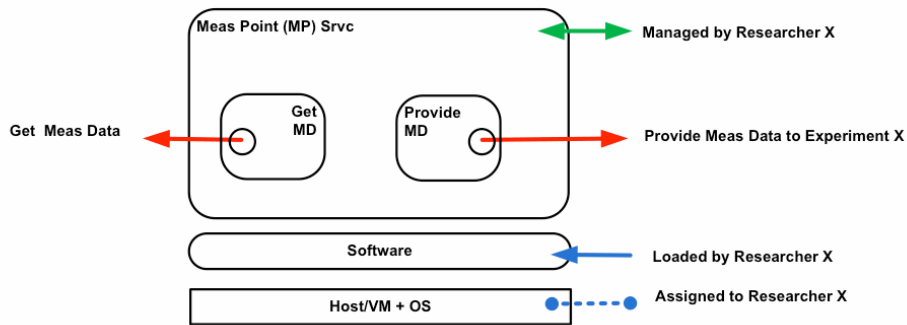 Meas Point (MP) Srvc
Managed by Researcher X
Get
MD
Provide
MD
Get Meas Data
Provide Meas Data to Experiment X
Software
Loaded by Researcher X
Host/VM + OS
Assigned to Researcher X